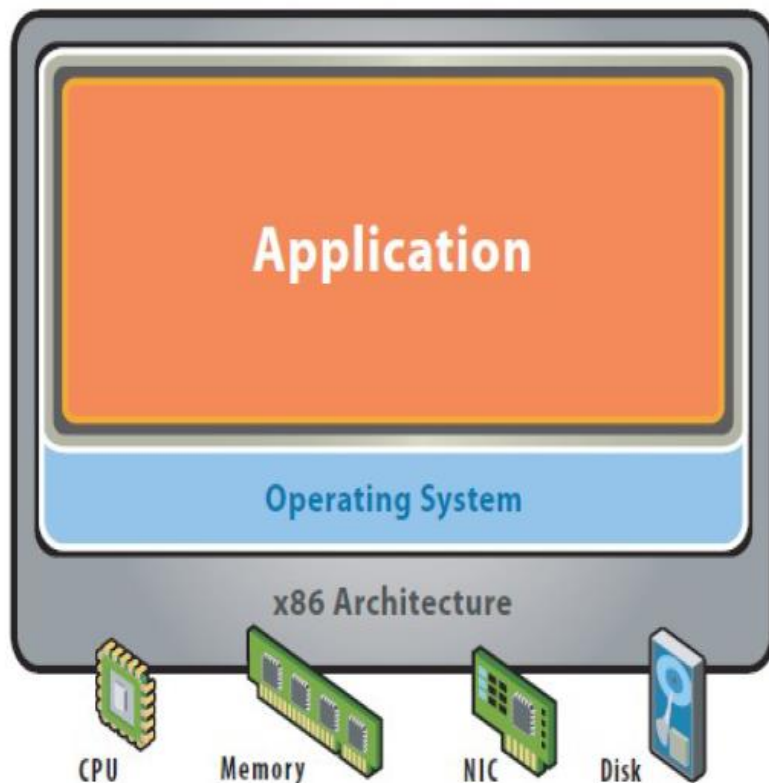 Application
Operating System
x86 Architecture
CPU Memory NIC Disk